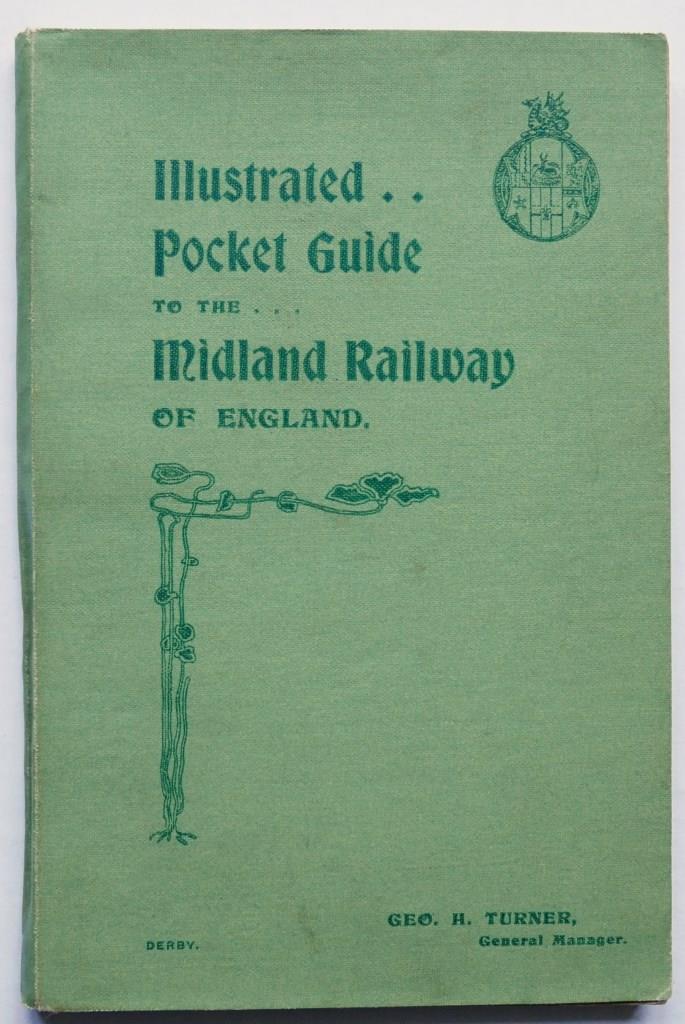 Illustrated . .
Pocket Guide
TO THE . . .
Midland Railway
OF ENGLAND.
GEO. H. TURNER,
General Manager.
DERBY.